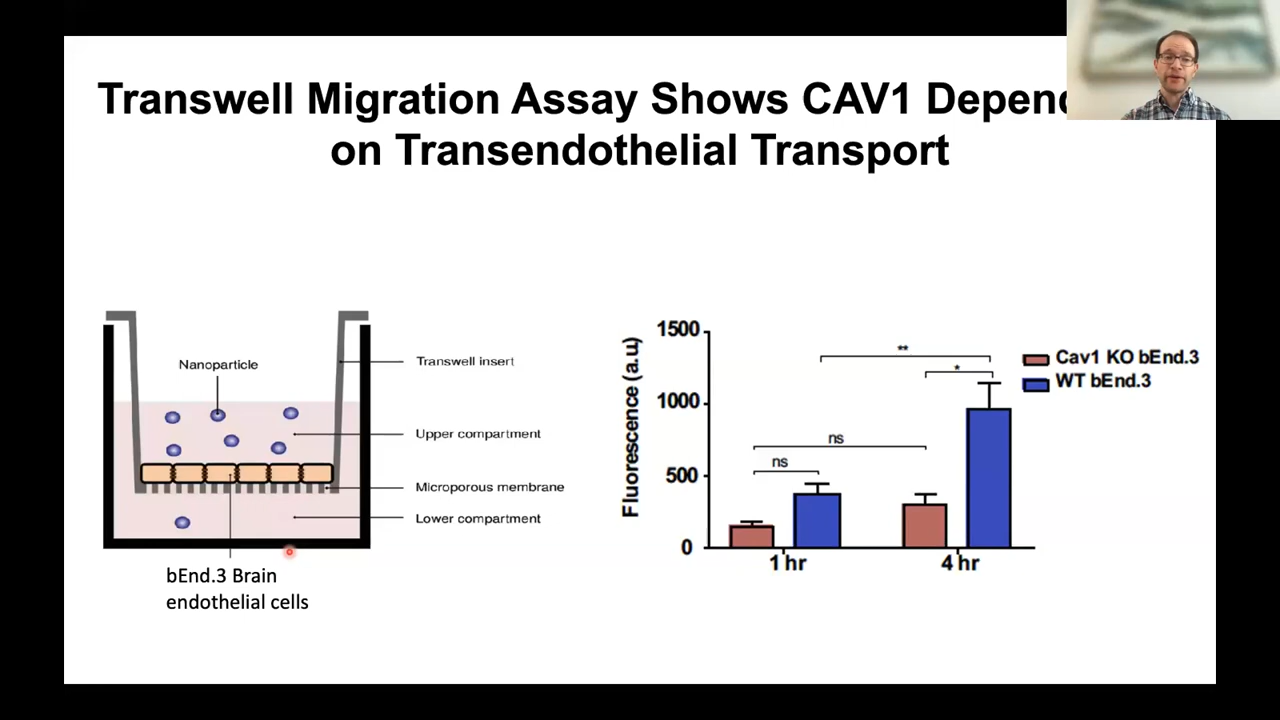 Transwell Migration Assay Shows CAV1
on Transendothelial Transport
Nanoparticle
Transwell insert
Upper compartment
Microporous membrane
Lower compartment
bEnd.3 Brain
endothelial cells
Fluorescence (a.u)
1500
1000
500
0
ns
ns
**
*
1 hr
4 hr
Cav1 KO bEnd.3
WT bEnd.3